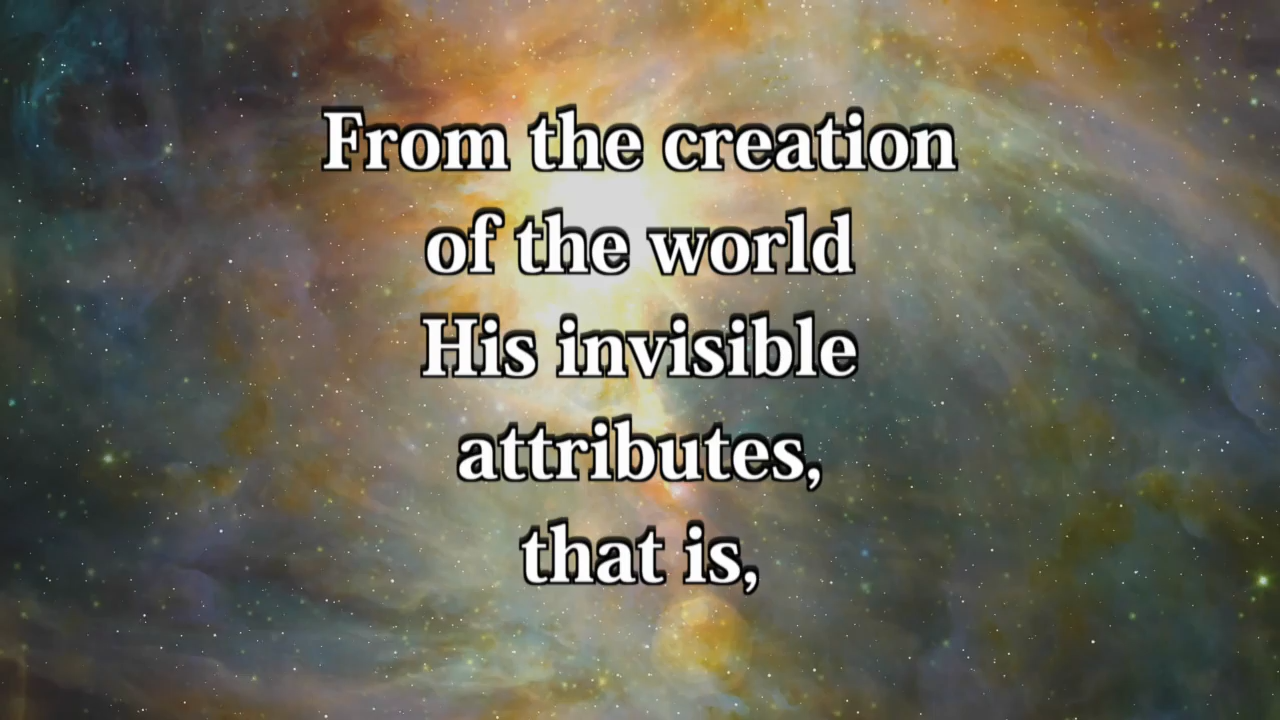 From the creation
of the world
His invisible
attributes,
that is,